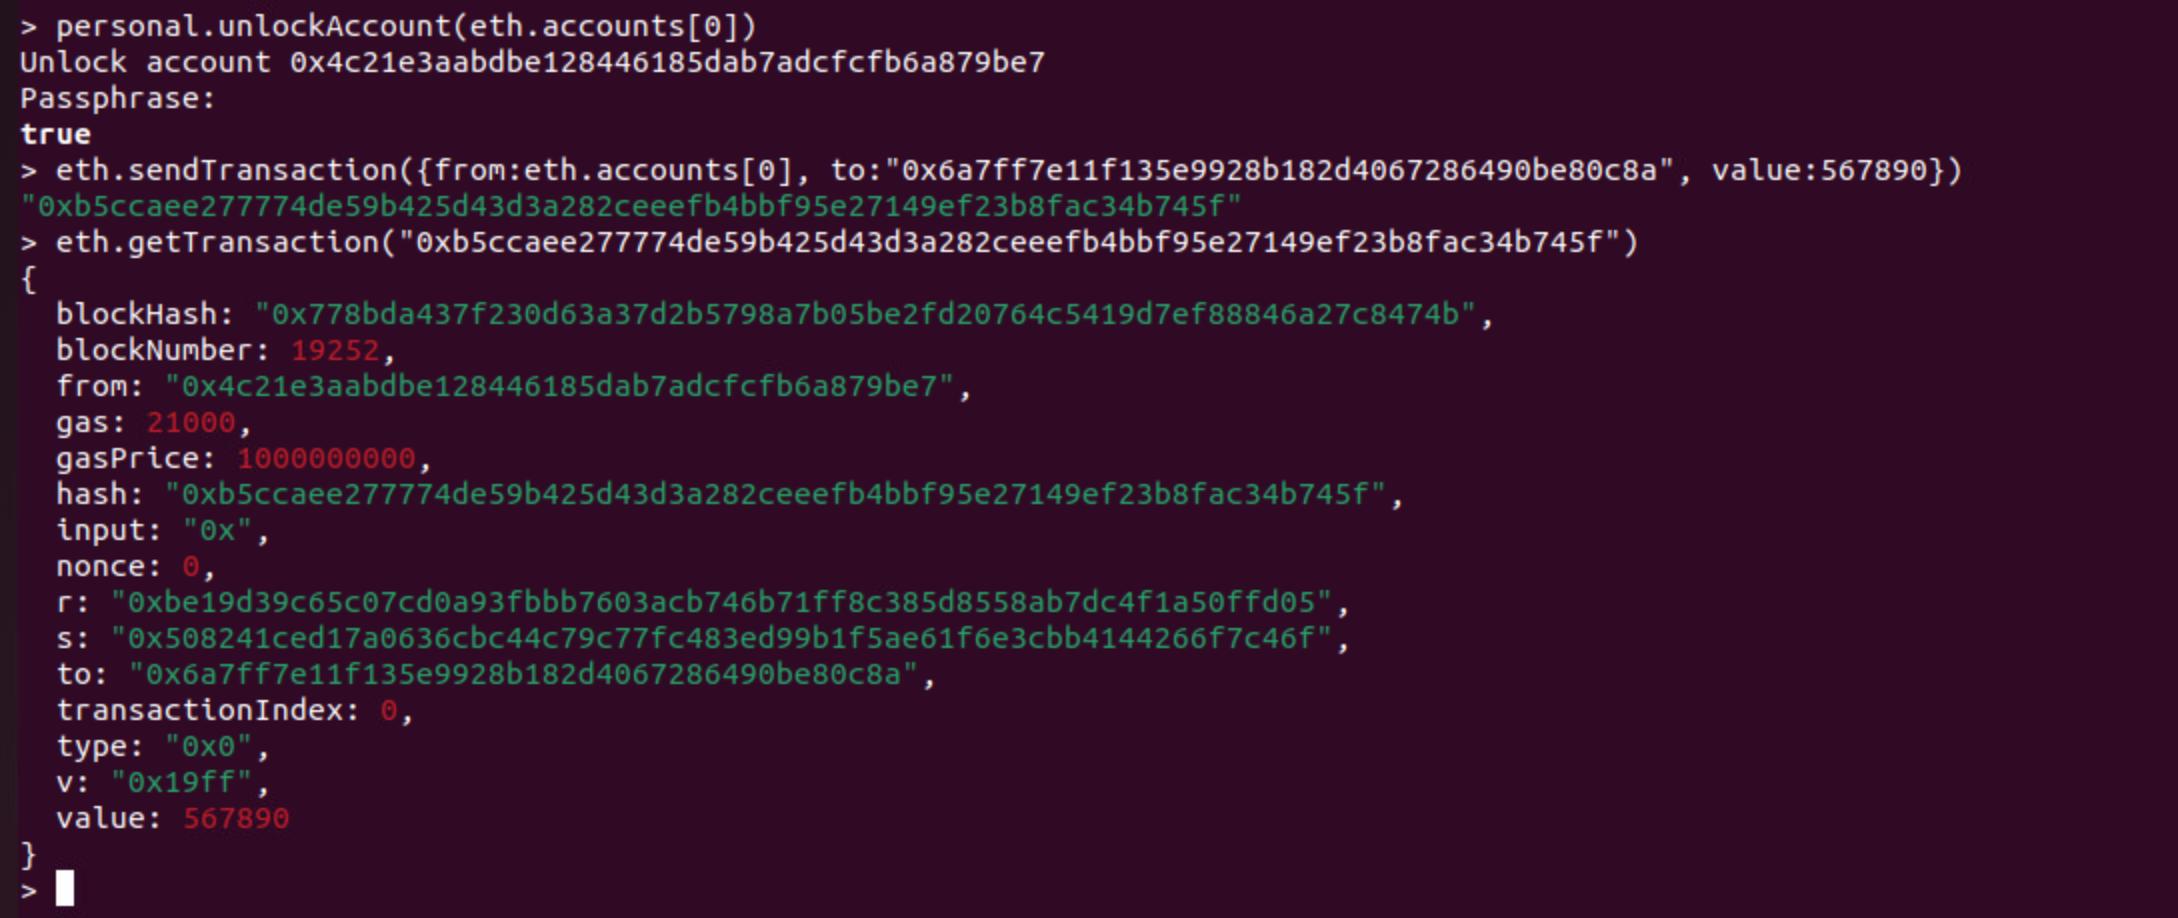 > personal.unlockAccount(eth.accounts[0])
Unlock account 0x4c21e3aabdbe128446185dab7adcfcfb6a879be7
Passphrase:
true
> eth.sendTransaction({from:eth.accounts[0], to:"0x6a7ff7e11f135e9928b182d4067286490be80c8a", value:567890})
"0xb5ccaee277774de59b425d43d3a282ceeefb4bbf95e27149ef23b8fac34b745f"
> eth.getTransaction("0xb5ccaee277774de59b425d43d3a282ceeefb4bbf95e27149ef23b8fac34b745f")
{
  blockHash: "0x778bda437f230d63a37d2b5798a7b05be2fd20764c5419d7ef88846a27c8474b",
  blockNumber: 19252,
  from: "0x4c21e3aabdbe128446185dab7adcfcfb6a879be7",
  gas: 21000,
  gasPrice: 1000000000,
  hash: "0xb5ccaee277774de59b425d43d3a282ceeefb4bbf95e27149ef23b8fac34b745f",
  input: "0x",
  nonce: 0,
  r: "0xbe19d39c65c07cd0a93fbbb7603acb746b71ff8c385d8558ab7dc4f1a50ffd05",
  s: "0x508241ced17a0636cbc44c79c77fc483ed99b1f5ae61f6e3cbb4144266f7c46f",
  to: "0x6a7ff7e11f135e9928b182d4067286490be80c8a",
  transactionIndex: 0,
  type: "0x0",
  v: "0x19ff",
  value: 567890
}
>